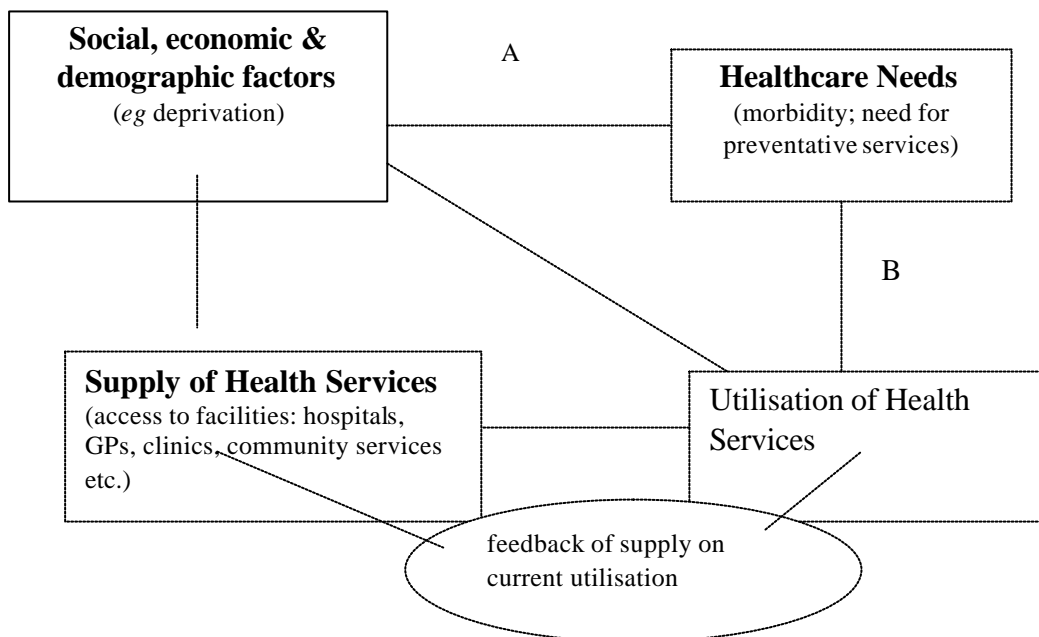 Social, economic &
demographic factors
(eg deprivation)
A
Healthcare Needs
(morbidity; need for
preventative services)
B
Supply of Health Services
(access to facilities: hospitals,
GPs, clinics, community services
etc.)
Utilisation of Health
Services
feedback of supply on
current utilisation